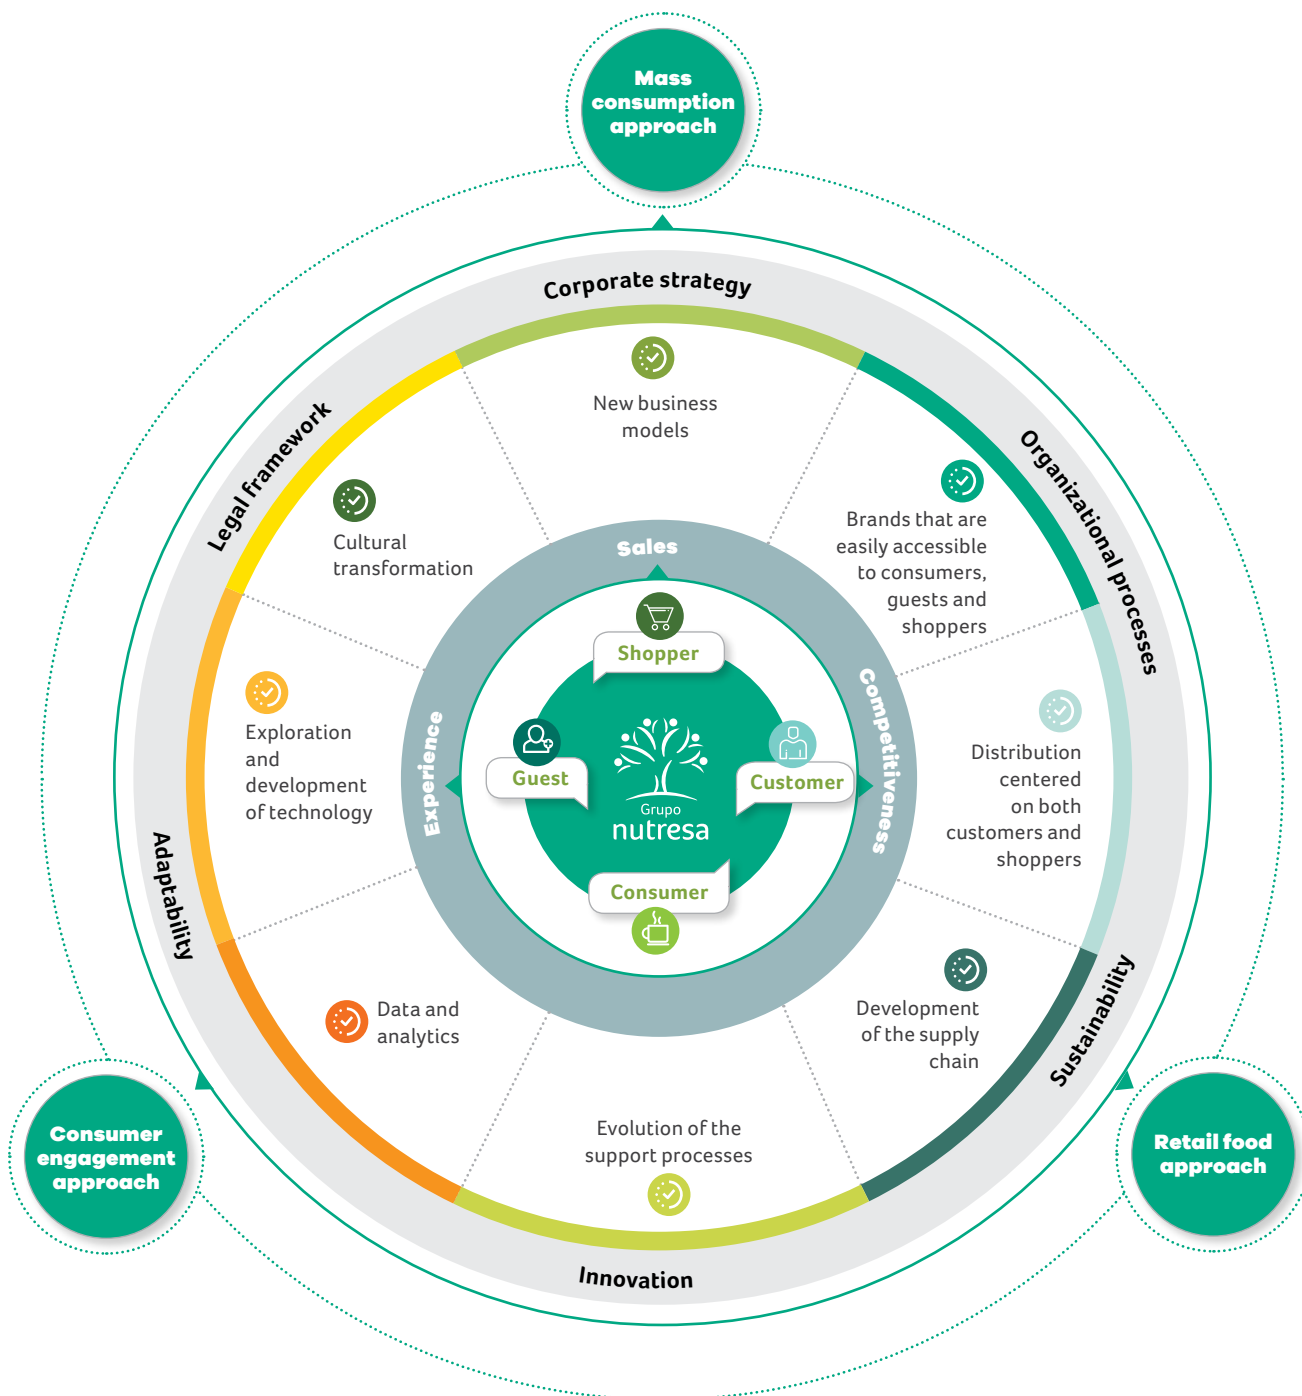 Mass
consumption
approach
Corporate strategy
Legal framework
Organizational processes
New business
models
Cultural
transformation
Brands that are
easily accessible
to consumers,
guests and
shoppers
Sales
Shopper
Experience
Competitiveness
Guest
Customer
Grupo
nutresa
Consumer
Exploration
and
development
of technology
Distribution
centered
on both
customers and
shoppers
Adaptability
Sustainability
Data and
analytics
Development
of the supply
chain
Evolution of the
support processes
Innovation
Consumer
engagement
approach
Retail food
approach